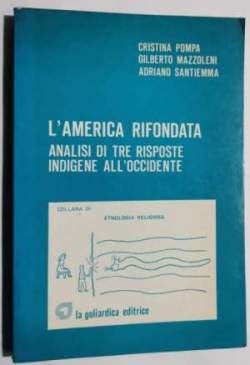 CRISTINA POMPA
GILBERTO MAZZOLENI
ADRIANO SANTIEMMA
L'AMERICA RIFONDATA
ANALISI DI TRE RISPOSTE
INDIGENE ALL'OCCIDENTE
COLLANA DI
ETNOLOGIA RELIGIOSA
la goliardica editrice